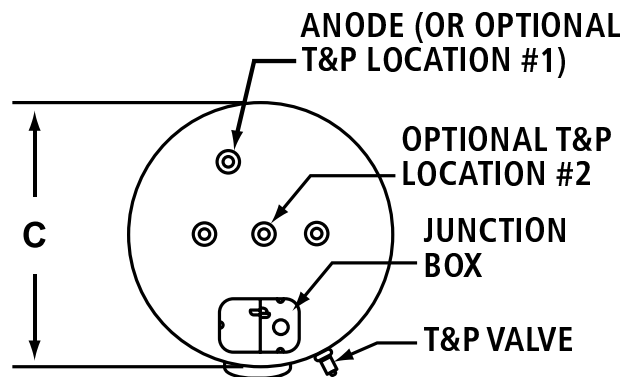 ANODE (OR OPTIONAL
T&P LOCATION #1)
OPTIONAL T&P
LOCATION #2
C
JUNCTION
BOX
T&P VALVE